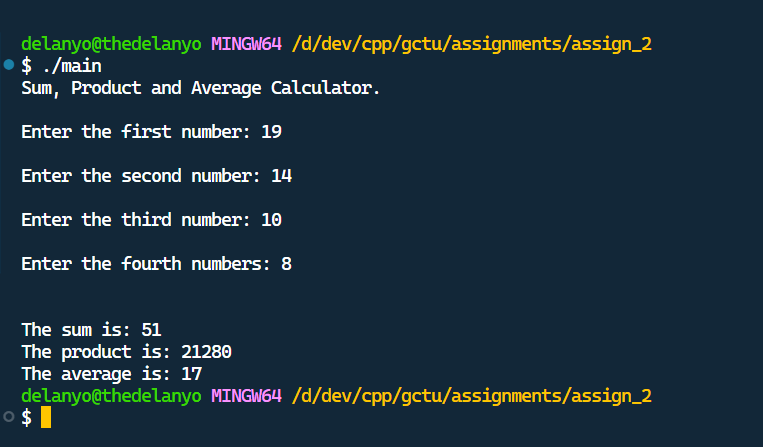 delanyo@thedelanyo MINGW64 /d/dev/cpp/gctu/assignments/assign_2
$ ./main
Sum, Product and Average Calculator.
Enter the first number: 19
Enter the second number: 14
Enter the third number: 10
Enter the fourth numbers: 8
The sum is: 51
The product is: 21280
The average is: 17
delanyo@thedelanyo MINGW64 /d/dev/cpp/gctu/assignments/assign_2
$